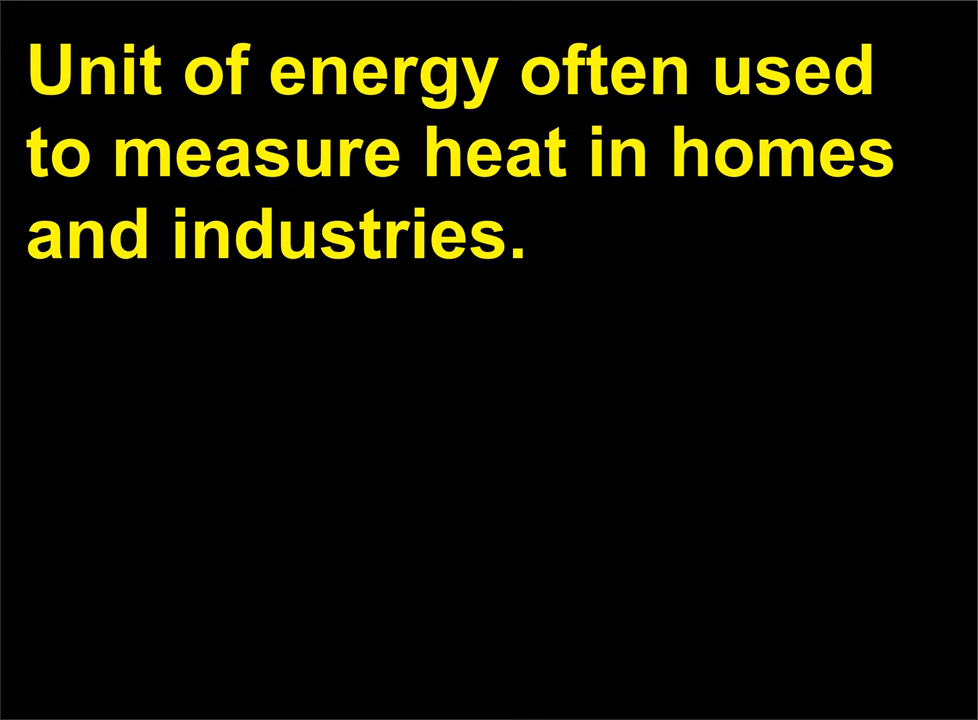 Unit of energy often used
to measure heat in homes
and industries.